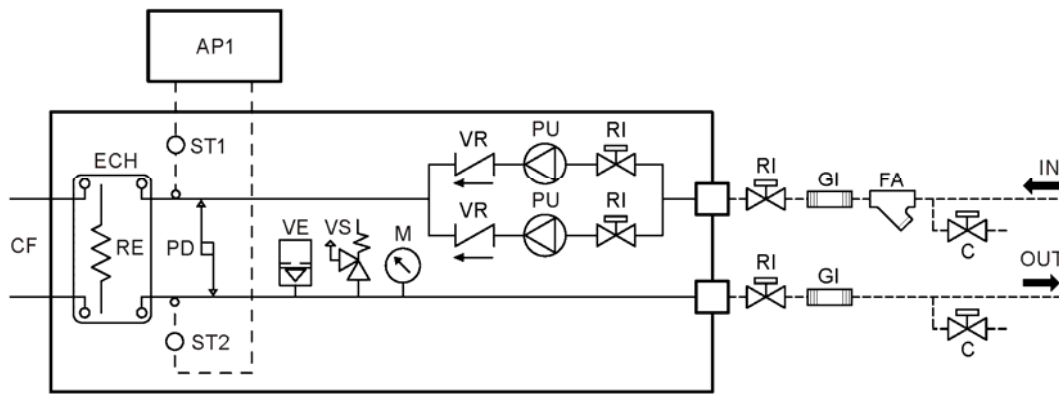 AP1
ST1
ECH
VR PU RI
RI GI FA IN
C
CF RE PD VE VS M
VR PU RI
RI GI OUT
ST2
C